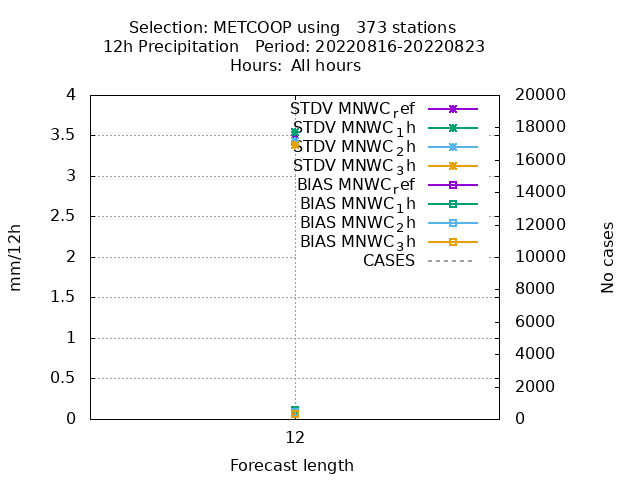 Selection: METCOOP using   373 stations
12h Precipitation   Period: 20220816-20220823
Hours:  All hours
4
3.5
3
2.5
2
1.5
1
0.5
0
mm/12h
20000
18000
16000
14000
12000
10000
8000
6000
4000
2000
0
No cases
STDV MNWC_ref
STDV MNWC_1h
STDV MNWC_2h
STDV MNWC_3h
BIAS MNWC_ref
BIAS MNWC_1h
BIAS MNWC_2h
BIAS MNWC_3h
CASES
12
Forecast length